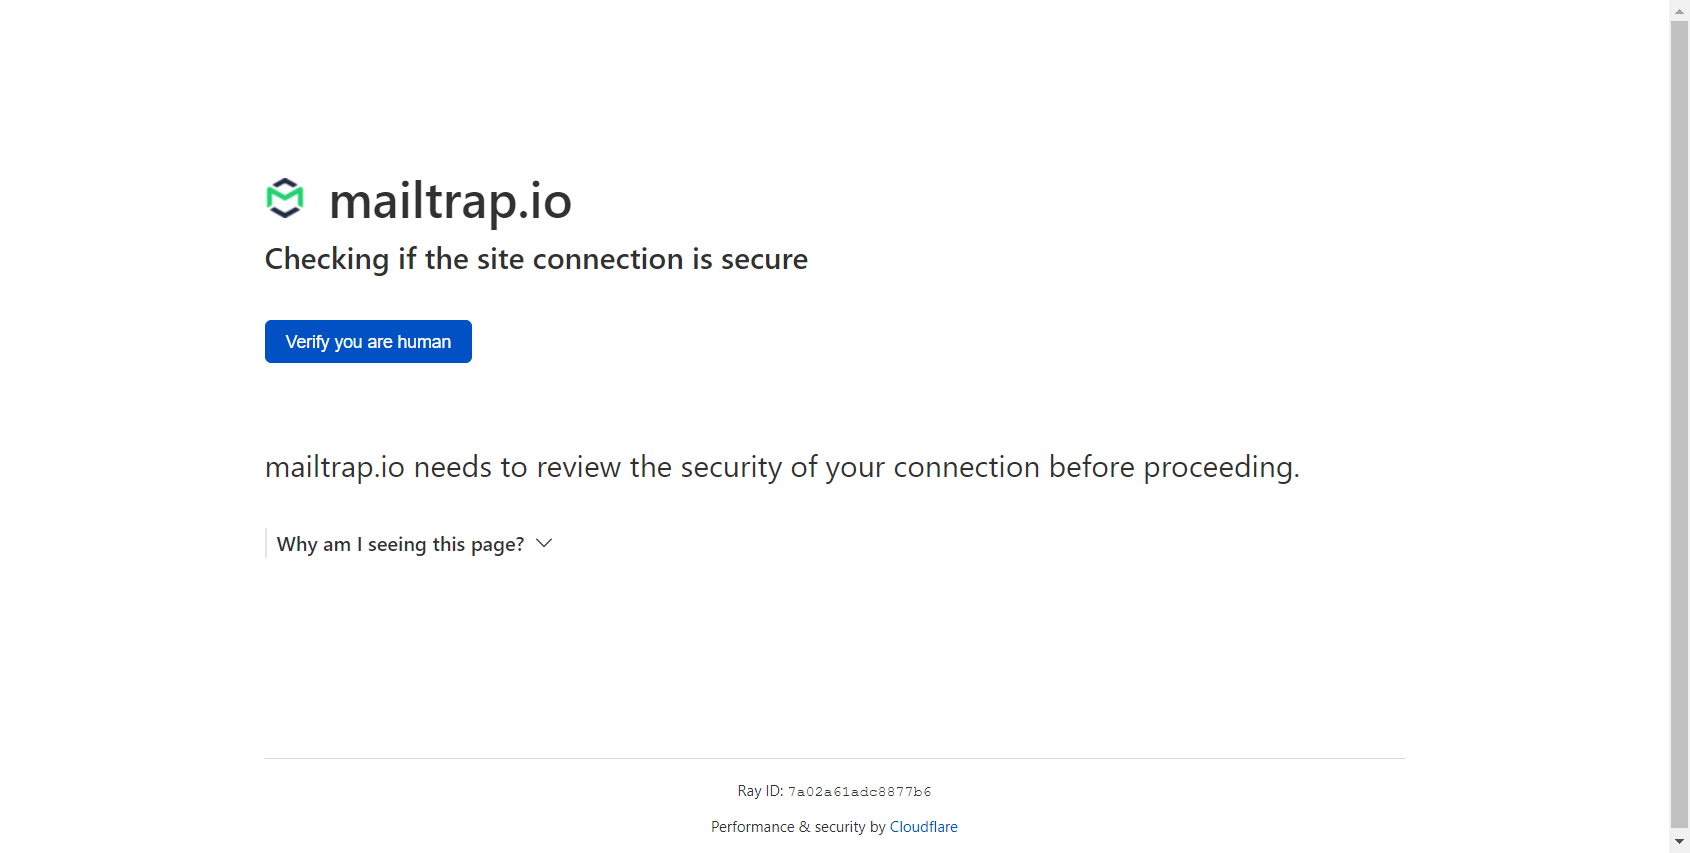 mailtrap.io
Checking if the site connection is secure
Verify you are human
mailtrap.io needs to review the security of your connection before proceeding.
Why am I seeing this page?
Ray ID: 7a02a61adc8877b6
Performance & security by Cloudflare